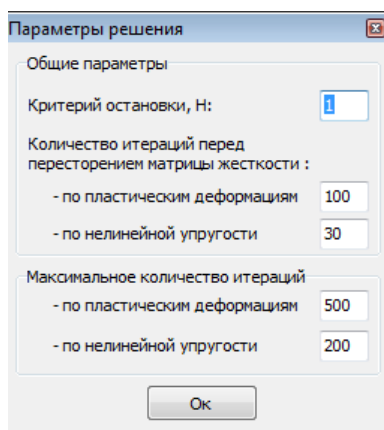 Параметры решения
Общие параметры
Критерий остановки, Н: 1
Количество итераций перед
пересторением матрицы жесткости :
- по пластическим деформациям 100
- по нелинейной упругости 30
Максимальное количество итераций
- по пластическим деформациям 500
- по нелинейной упругости 200
Ок